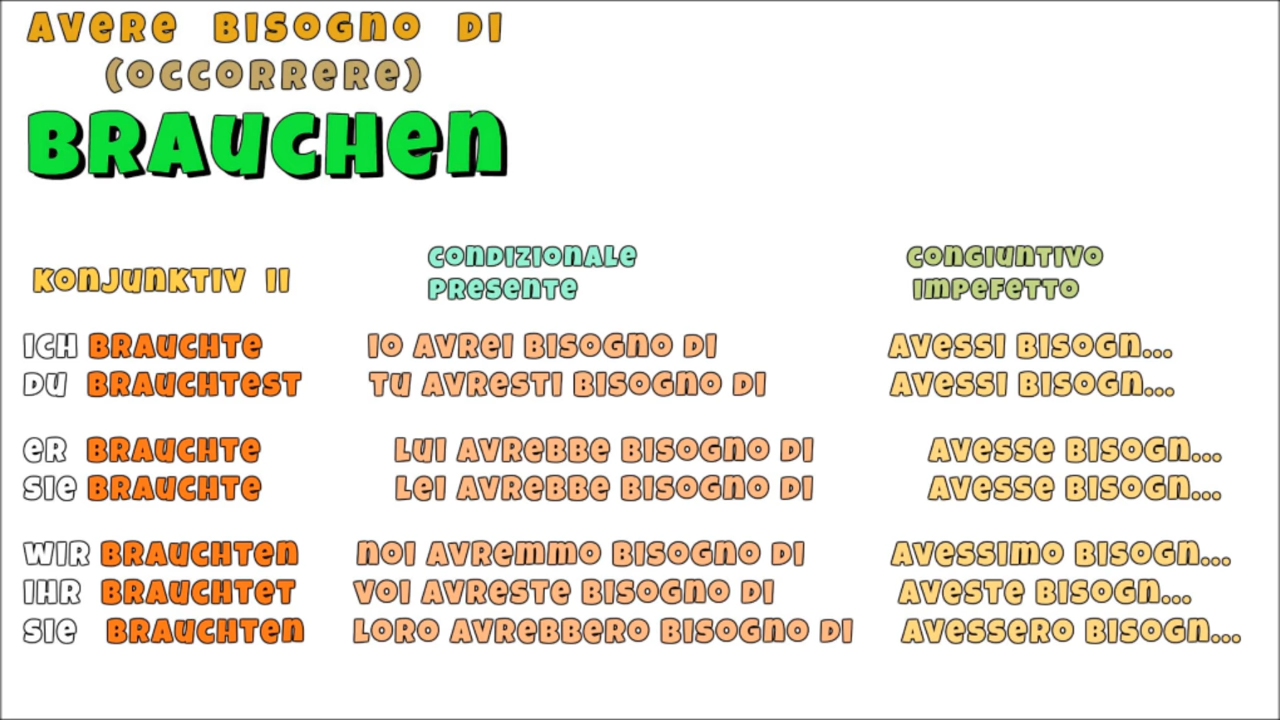 AVERE BISOGNO DI
(OCCORRERE)
BRAUCHEN
KONJUNKTIV II
CONDIZIONALE
PRESENTE
CONGIUNTIVO
IMPEFETTO
ICH BRAUCHTE IO AVREI BISOGNO DI AVESSI BISOGN...
DU BRAUCHTEST TU AVRESTI BISOGNO DI AVESSI BISOGN...
ER BRAUCHTE LUI AVREBBE BISOGNO DI AVESSE BISOGN...
SIE BRAUCHTE LEI AVREBBE BISOGNO DI AVESSE BISOGN...
WIR BRAUCHTEN NOI AVREMMO BISOGNO DI AVESSIMO BISOGN...
IHR BRAUCHTET VOI AVRESTE BISOGNO DI AVESTE BISOGN...
SIE BRAUCHTEN LORO AVREBBERO BISOGNO DI AVESSERO BISOGN...